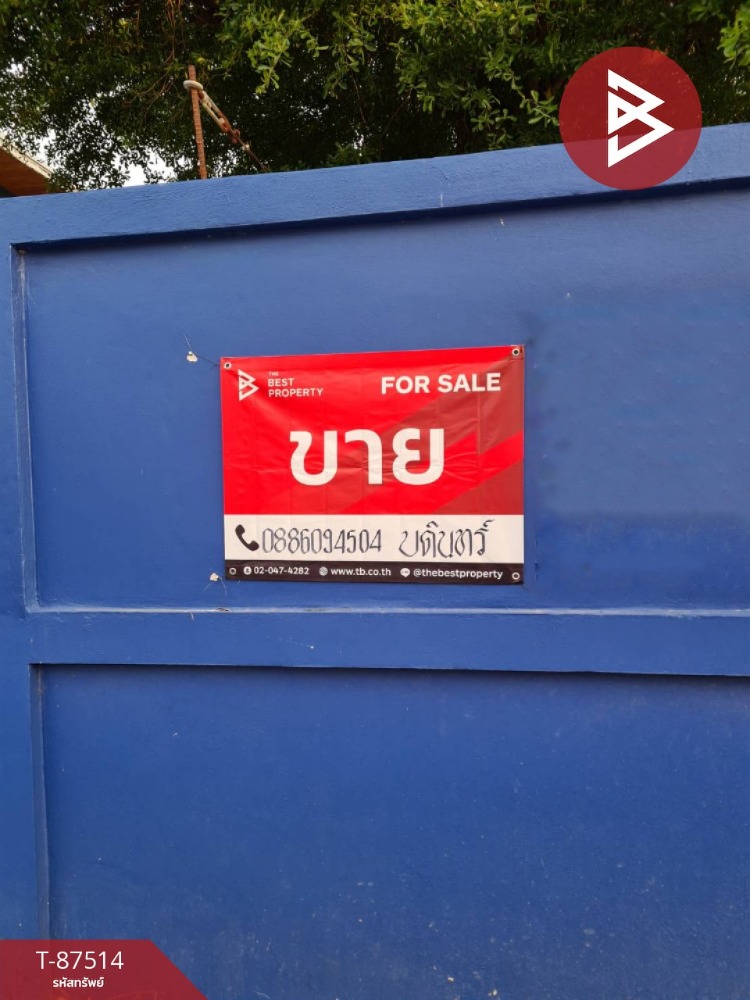 THE
BEST
PROPERTY
FOR SALE
ขาย
0886094504 บดินทร์
02-047-4282 www.tb.co.th @thebestproperty
T-87514
รหัสทรัพย์